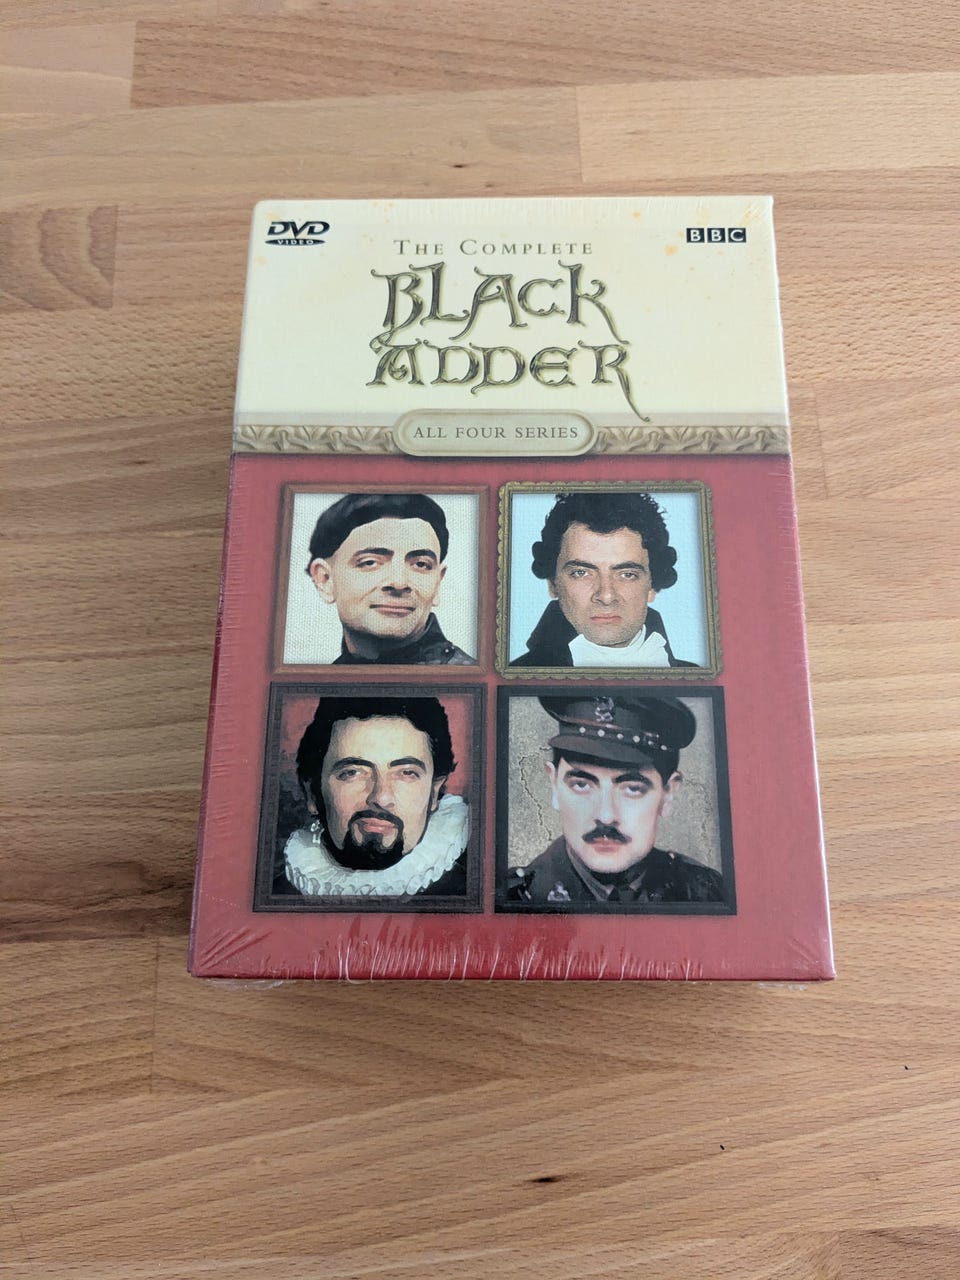 DVD
VIDEO
BBC
THE COMPLETE
BLACK
ADDER
ALL FOUR SERIES